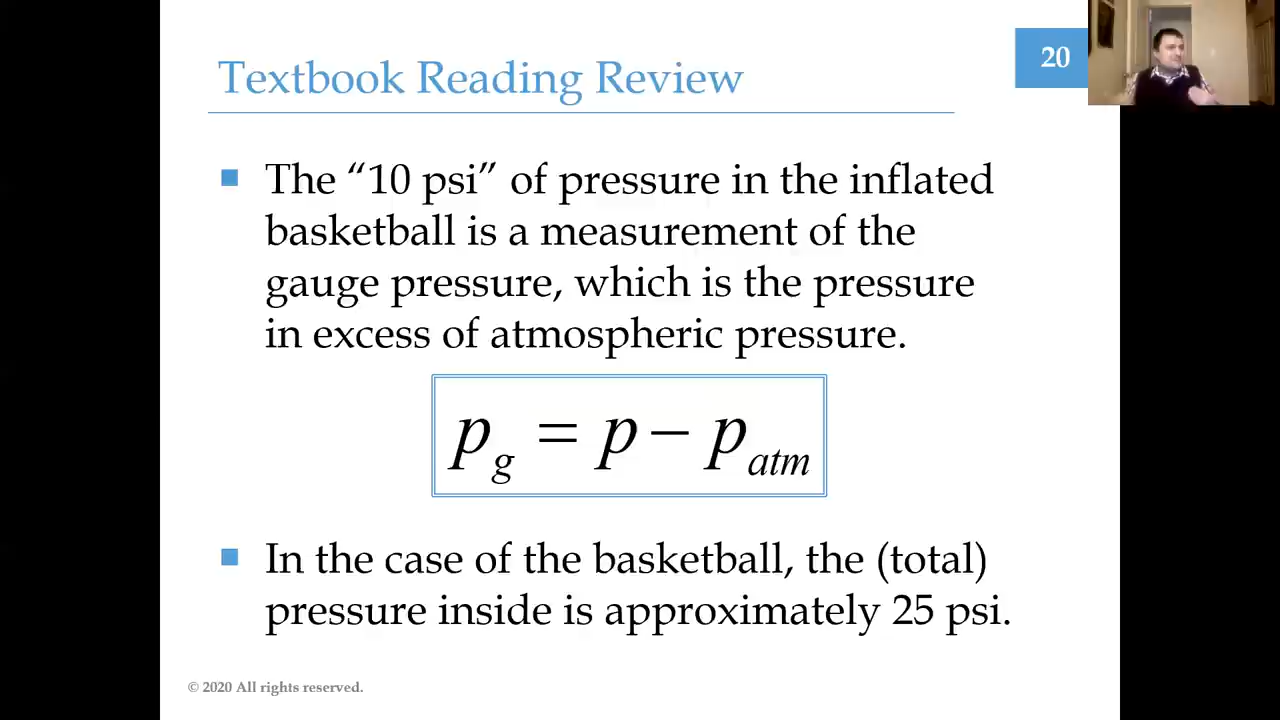 Textbook Reading Review
20
The “10 psi” of pressure in the inflated
basketball is a measurement of the
gauge pressure, which is the pressure
in excess of atmospheric pressure.
p_g = p − p_atm
In the case of the basketball, the (total)
pressure inside is approximately 25 psi.
© 2020 All rights reserved.